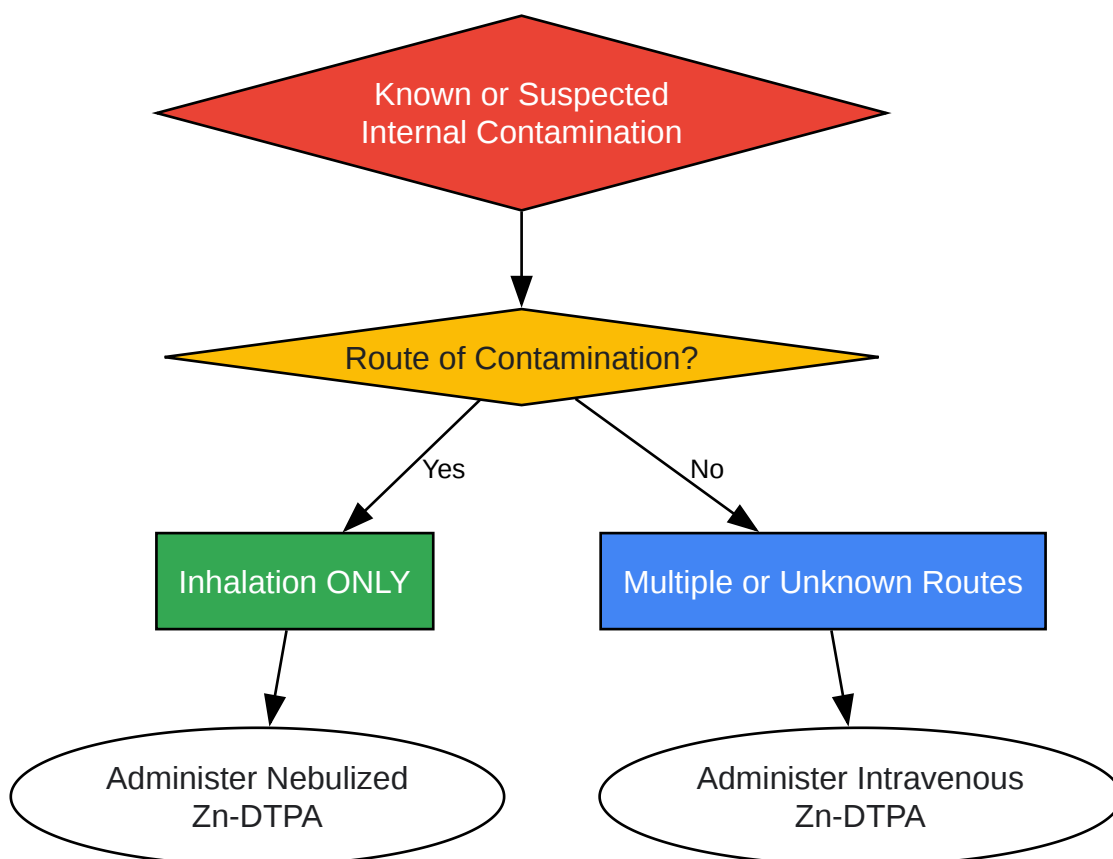 Known or Suspected
Internal Contamination
Route of Contamination?
Yes
No
Inhalation ONLY
Multiple or Unknown Routes
Administer Nebulized
Zn-DTPA
Administer Intravenous
Zn-DTPA